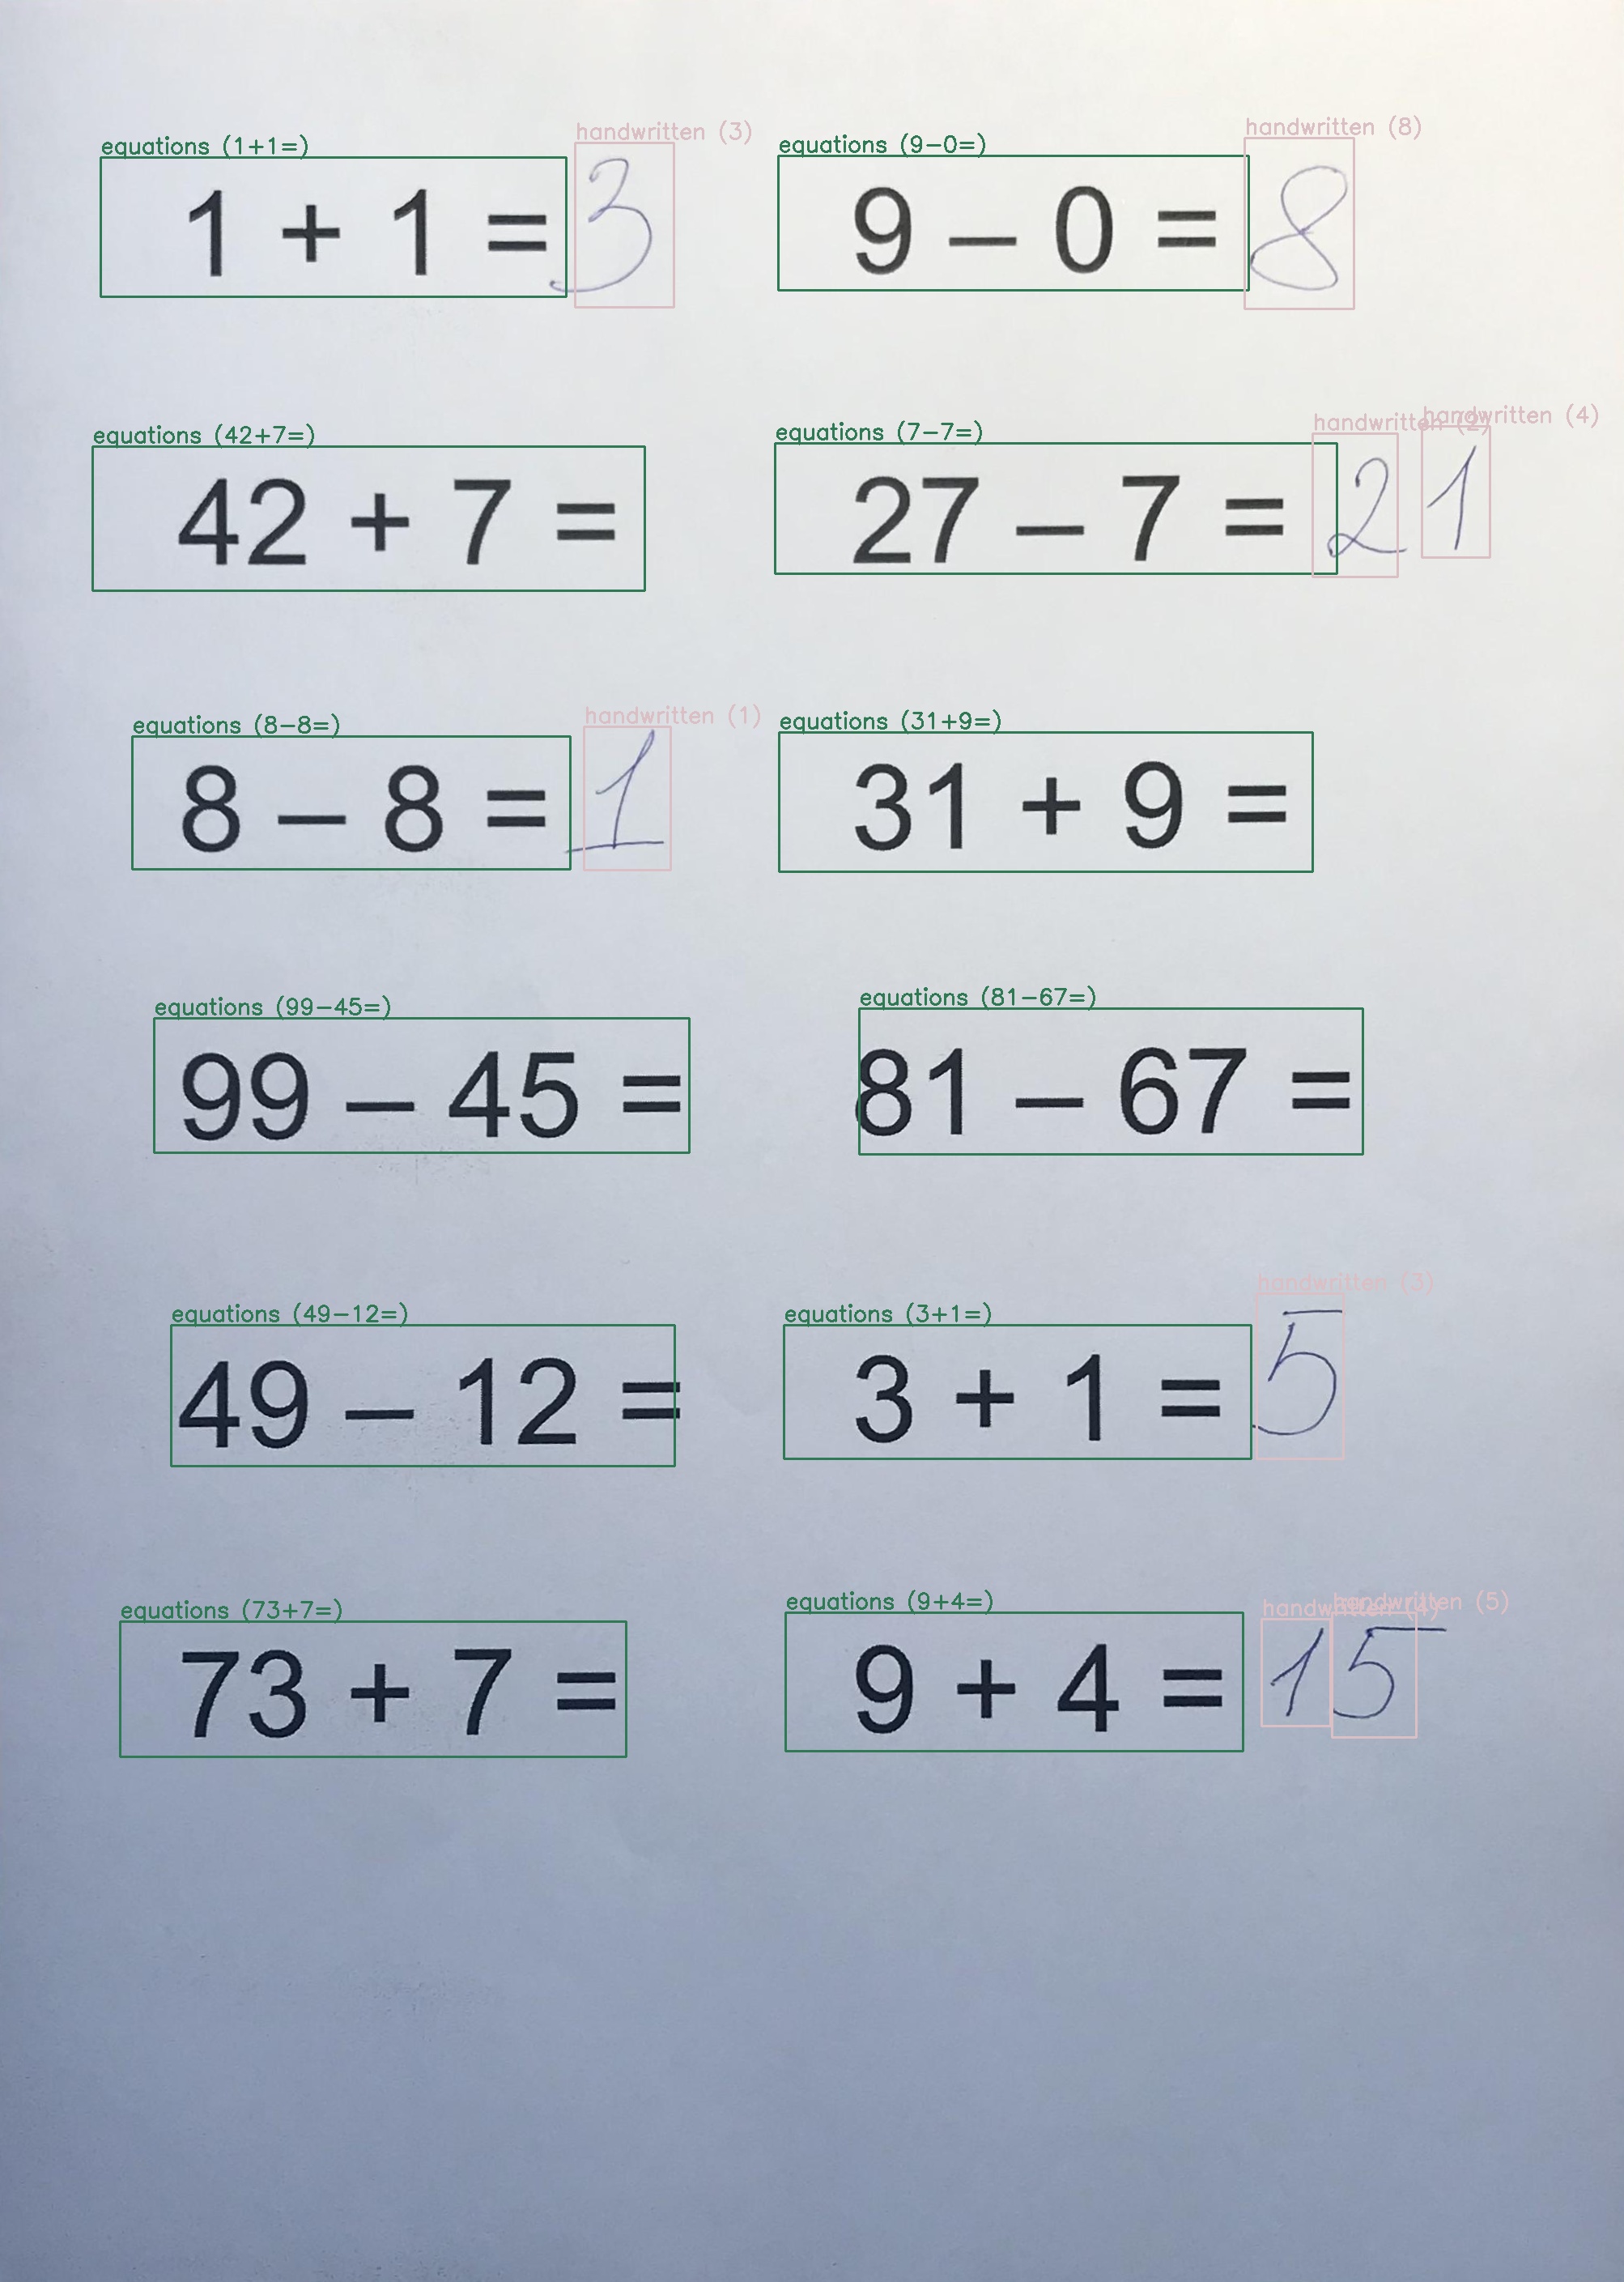 equations (1+1=) handwritten (3) equations (9-0=) handwritten (8)
1 + 1 = 3 9 – 0 = 8
equations (42+7=) equations (7-7=) handwritten (2) handwritten (4)
42 + 7 = 27 – 7 = 21
equations (8-8=) handwritten (1) equations (31+9=)
8 – 8 = 1 31 + 9 =
equations (99-45=) equations (81-67=)
99 – 45 = 81 – 67 =
equations (49-12=) equations (3+1=) handwritten (3)
49 – 12 = 3 + 1 = 5
equations (73+7=) equations (9+4=) handwritten (4) handwritten (5)
73 + 7 = 9 + 4 = 15